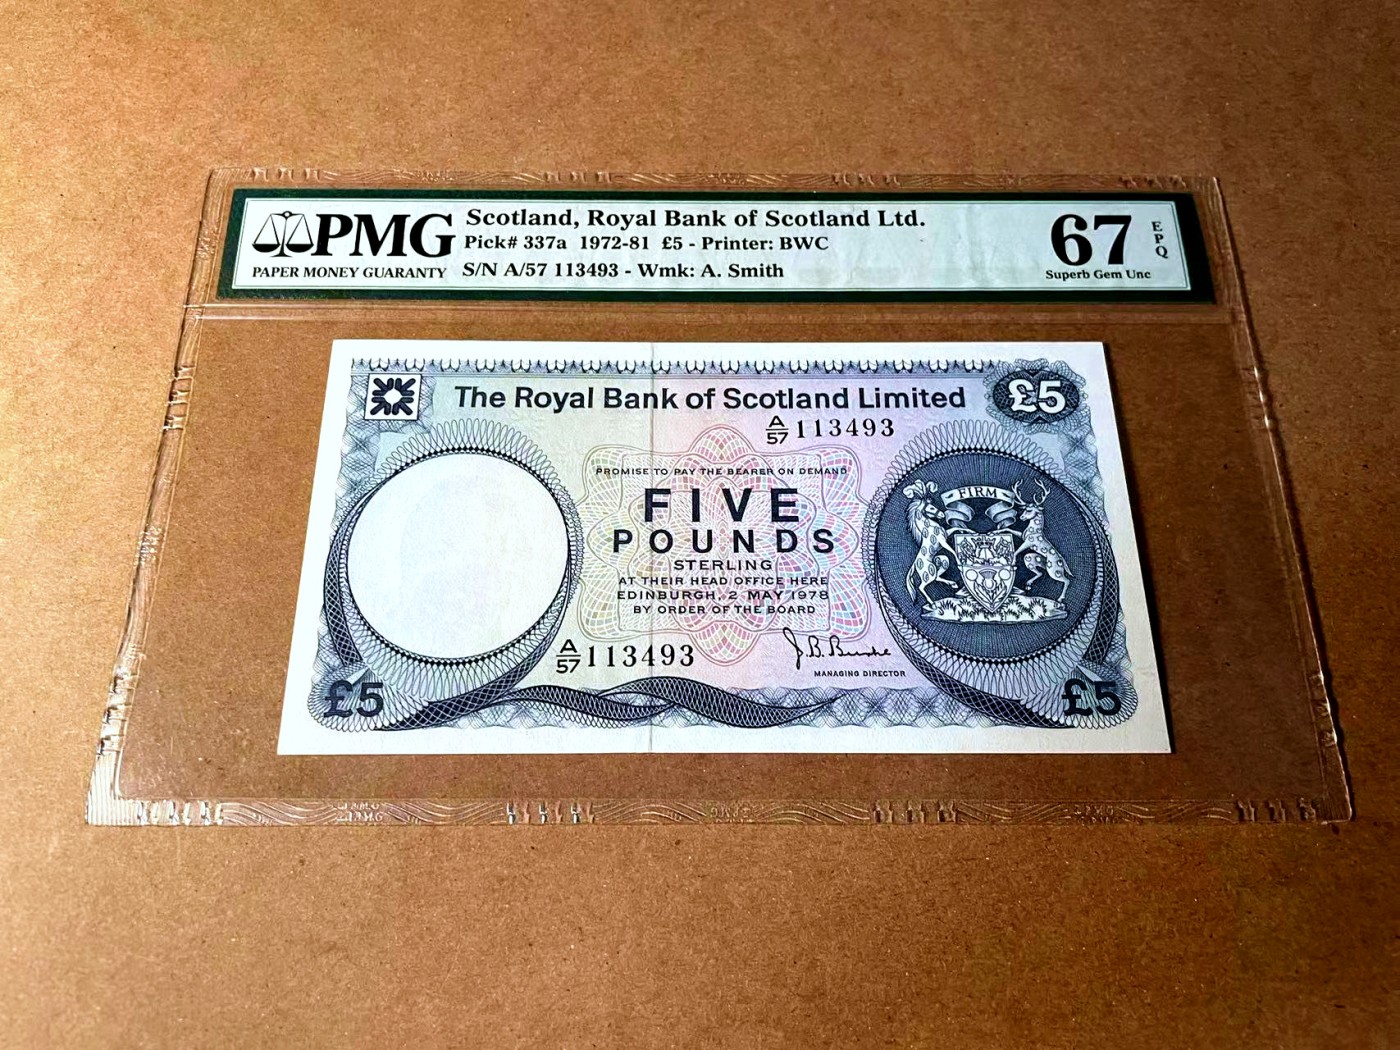 PMG
PAPER MONEY GUARANTY
Scotland, Royal Bank of Scotland Ltd.
Pick# 337a 1972-81 £5 - Printer: BWC
S/N A/57 113493 - Wmk: A. Smith
67
EPQ
Superb Gem Unc
The Royal Bank of Scotland Limited
£5
A/57 113493
PROMISE TO PAY THE BEARER ON DEMAND
FIVE
POUNDS
STERLING
AT THEIR HEAD OFFICE HERE
EDINBURGH, 2 MAY 1978
BY ORDER OF THE BOARD
FIRM
A/57 113493
J.B. Burke
MANAGING DIRECTOR
£5
£5